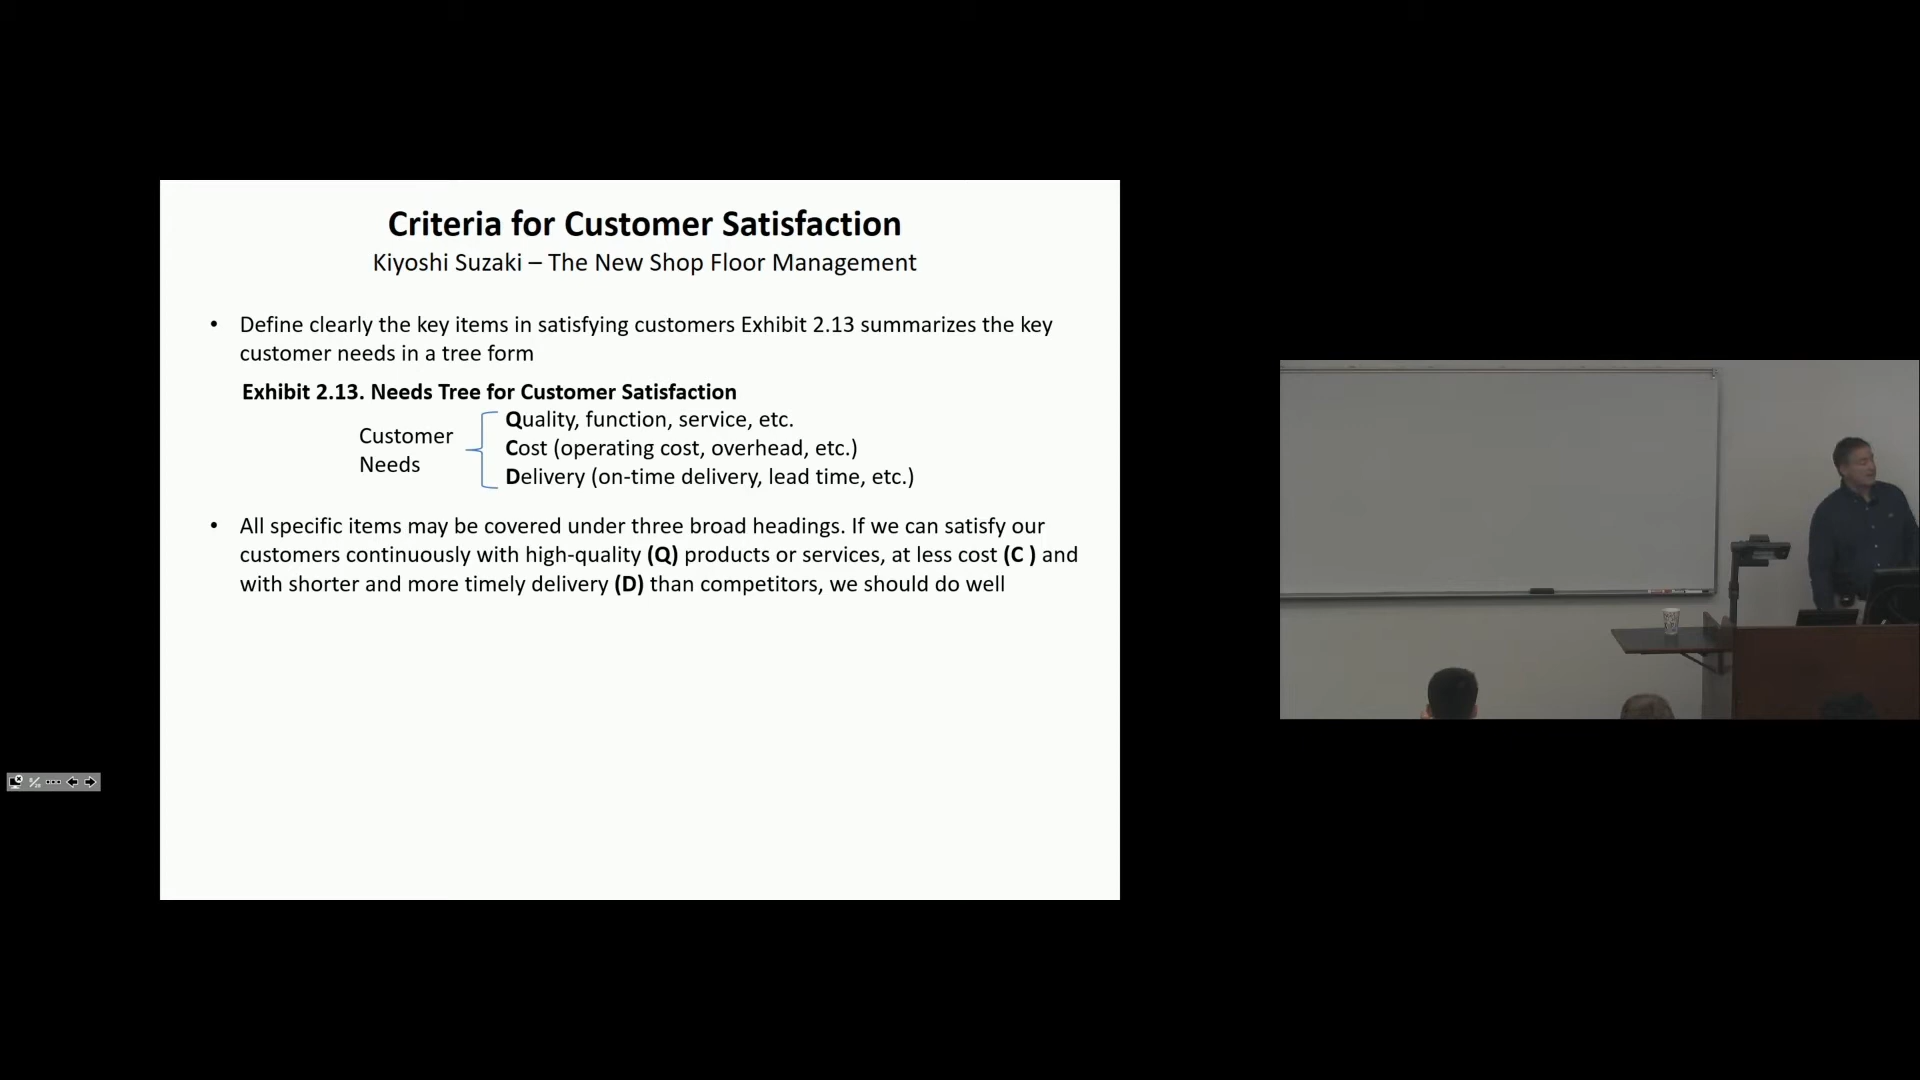 Criteria for Customer Satisfaction
Kiyoshi Suzaki – The New Shop Floor Management
• Define clearly the key items in satisfying customers Exhibit 2.13 summarizes the key
customer needs in a tree form
Exhibit 2.13. Needs Tree for Customer Satisfaction
Customer
Needs
Quality, function, service, etc.
Cost (operating cost, overhead, etc.)
Delivery (on-time delivery, lead time, etc.)
• All specific items may be covered under three broad headings. If we can satisfy our
customers continuously with high-quality (Q) products or services, at less cost (C ) and
with shorter and more timely delivery (D) than competitors, we should do well